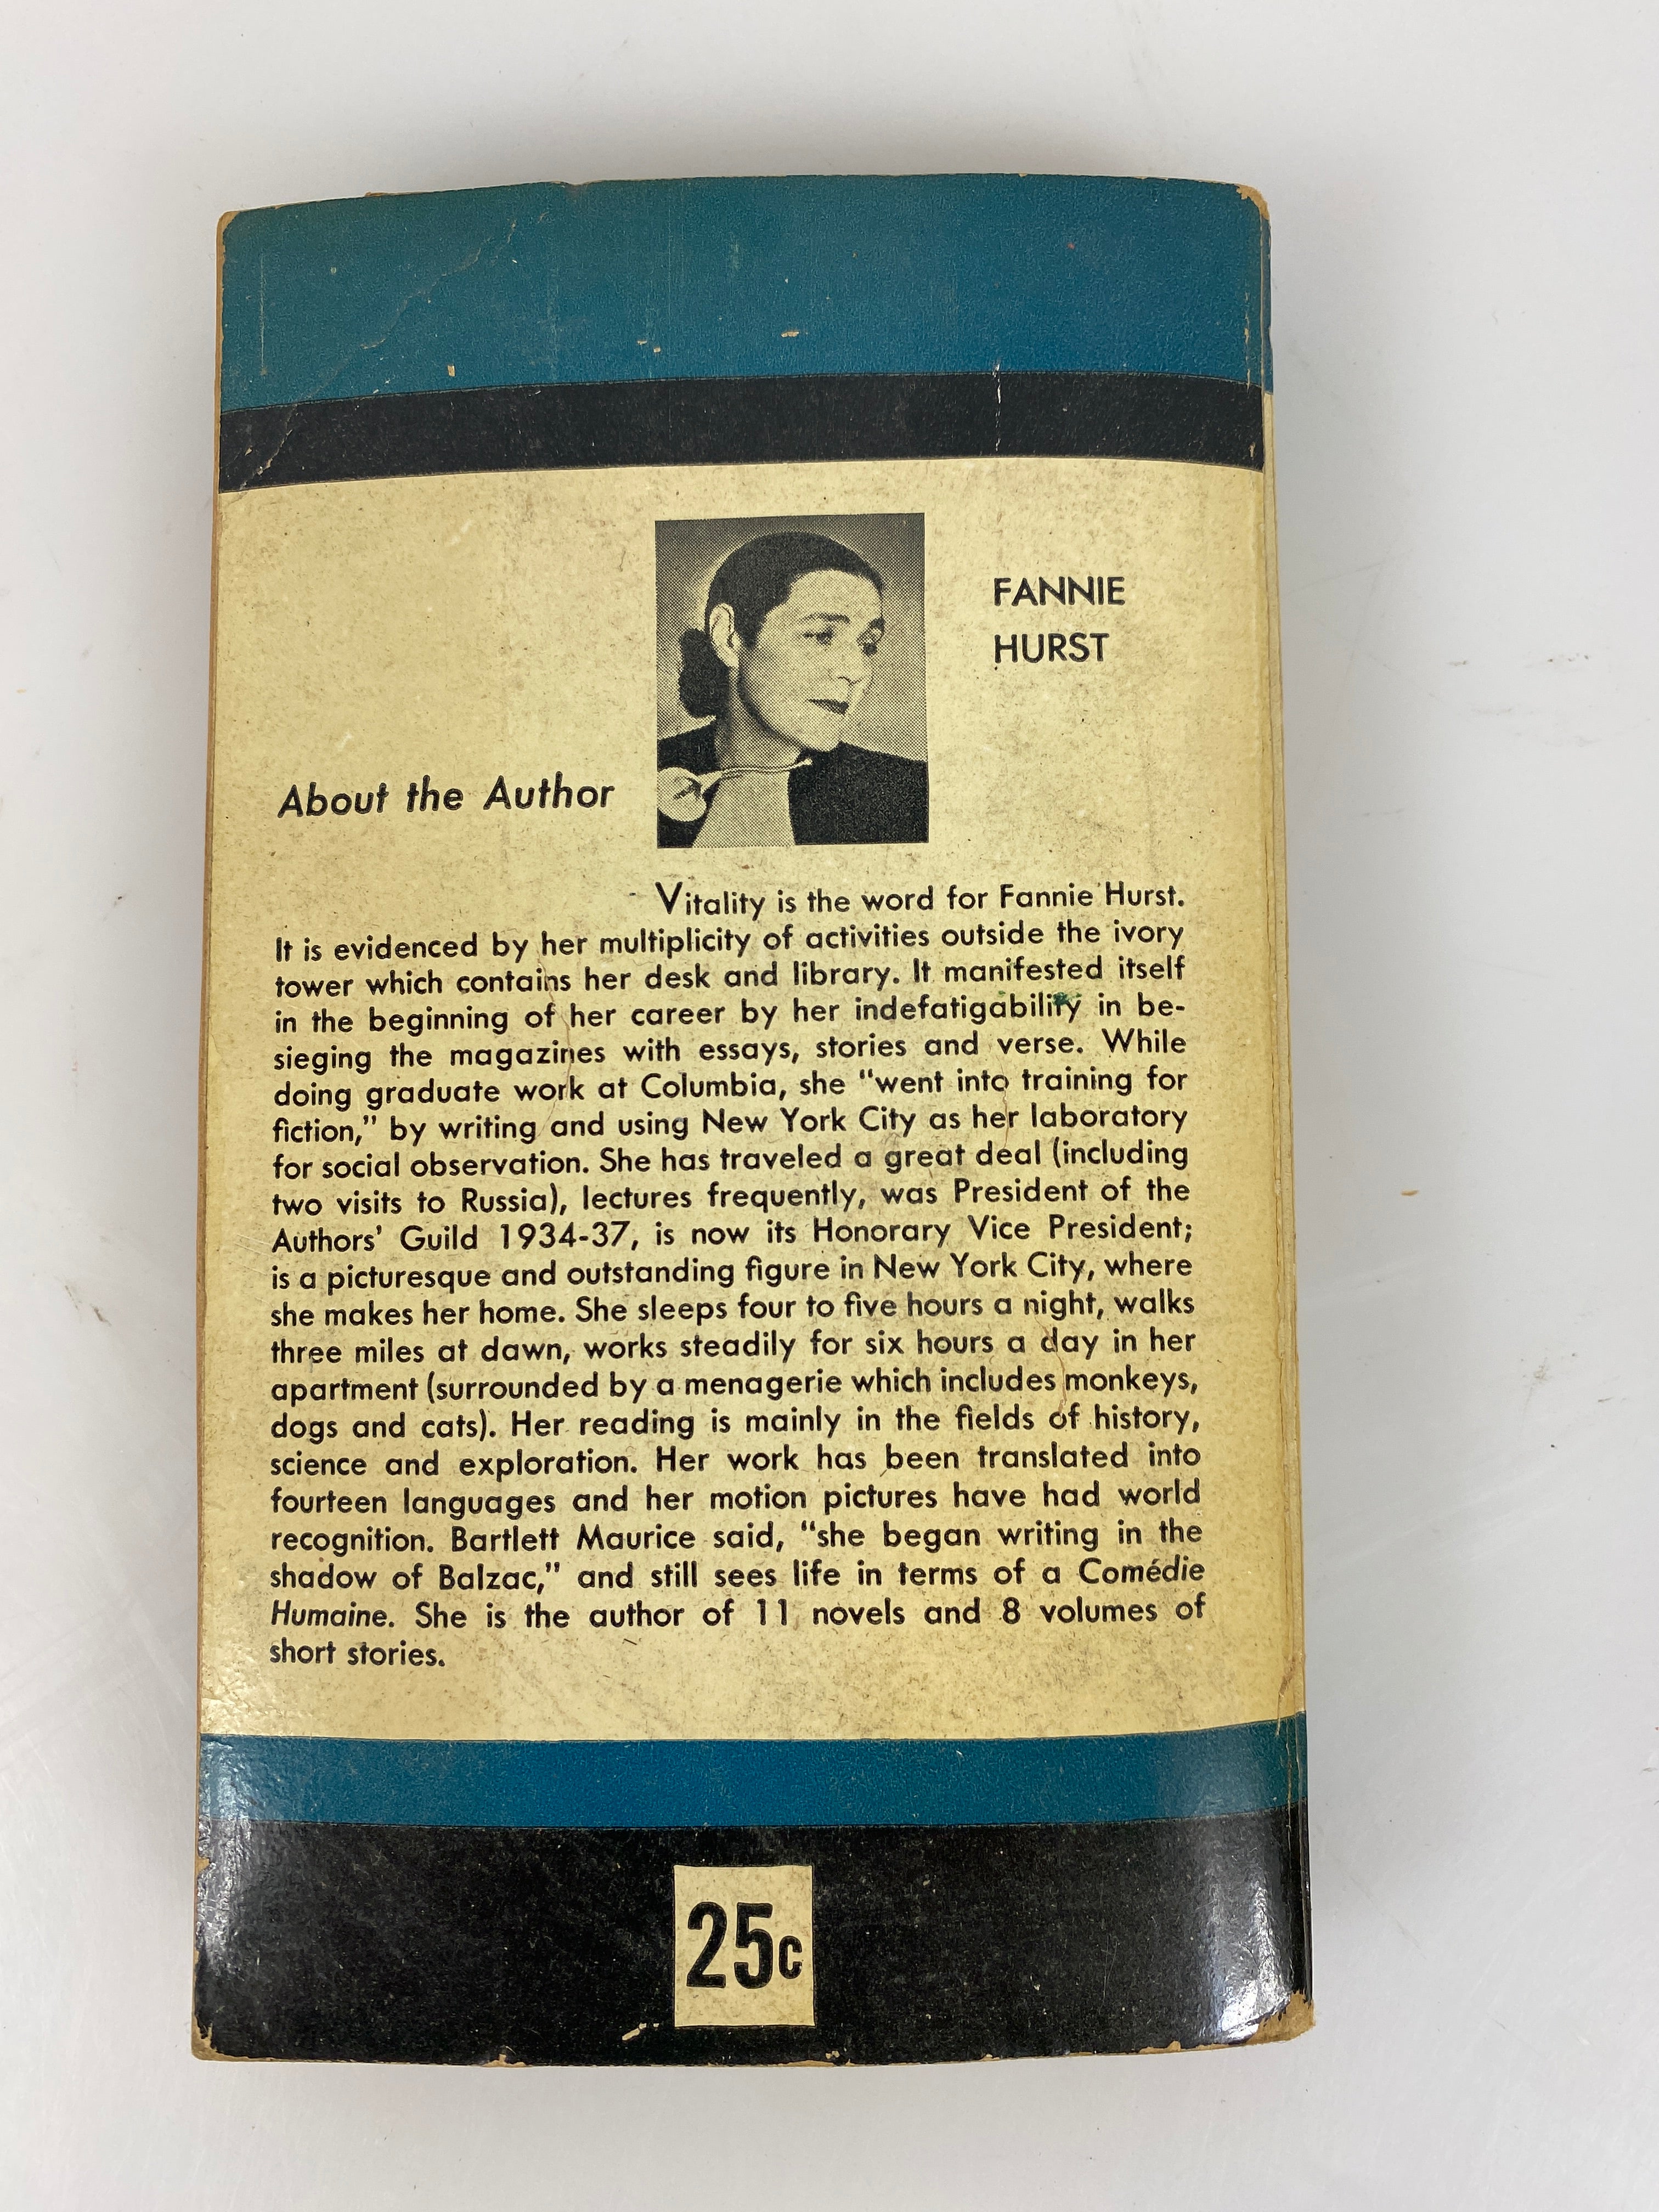 FANNIE
HURST
About the Author
Vitality is the word for Fannie Hurst.
It is evidenced by her multiplicity of activities outside the ivory
tower which contains her desk and library. It manifested itself
in the beginning of her career by her indefatigability in be-
sieging the magazines with essays, stories and verse. While
doing graduate work at Columbia, she "went into training for
fiction," by writing and using New York City as her laboratory
for social observation. She has traveled a great deal (including
two visits to Russia), lectures frequently, was President of the
Authors' Guild 1934-37, is now its Honorary Vice President;
is a picturesque and outstanding figure in New York City, where
she makes her home. She sleeps four to five hours a night, walks
three miles at dawn, works steadily for six hours a day in her
apartment (surrounded by a menagerie which includes monkeys,
dogs and cats). Her reading is mainly in the fields of history,
science and exploration. Her work has been translated into
fourteen languages and her motion pictures have had world
recognition. Bartlett Maurice said, "she began writing in the
shadow of Balzac," and still sees life in terms of a Comédie
Humaine. She is the author of 11 novels and 8 volumes of
short stories.
25c